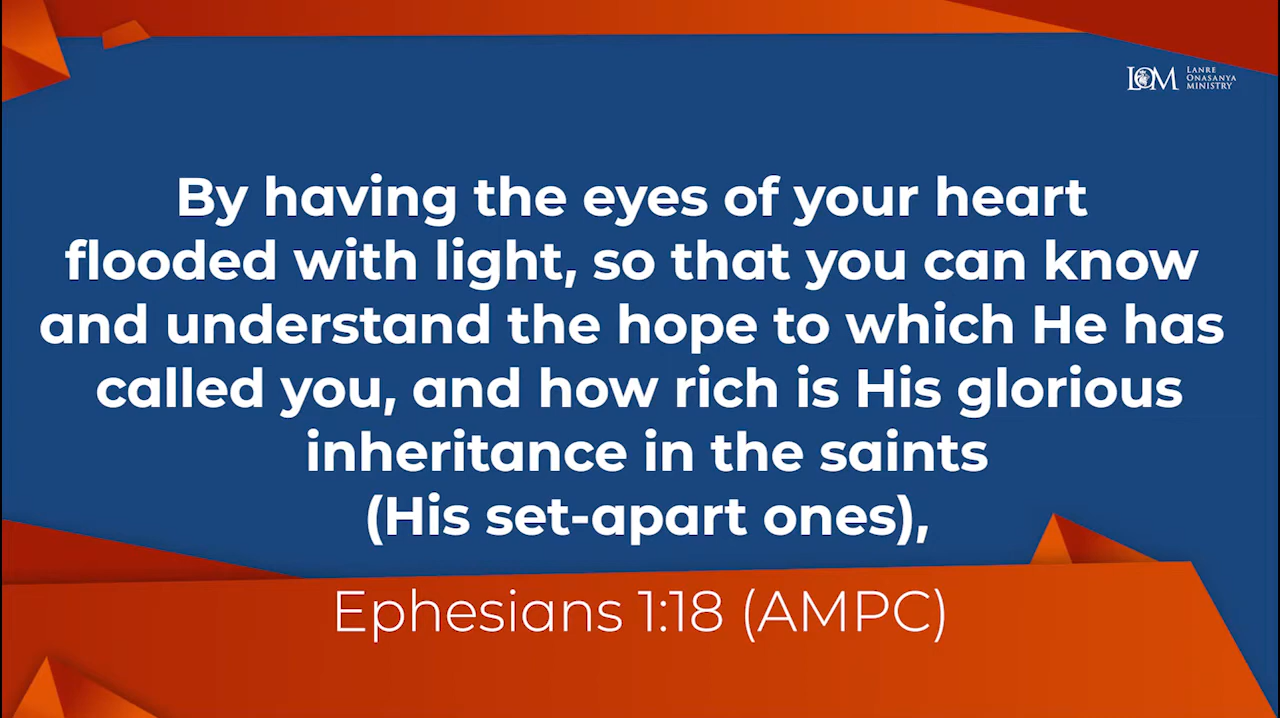 LOM LANRE
ONASANYA
MINISTRY
By having the eyes of your heart
flooded with light, so that you can know
and understand the hope to which He has
called you, and how rich is His glorious
inheritance in the saints
(His set-apart ones),
Ephesians 1:18 (AMPC)